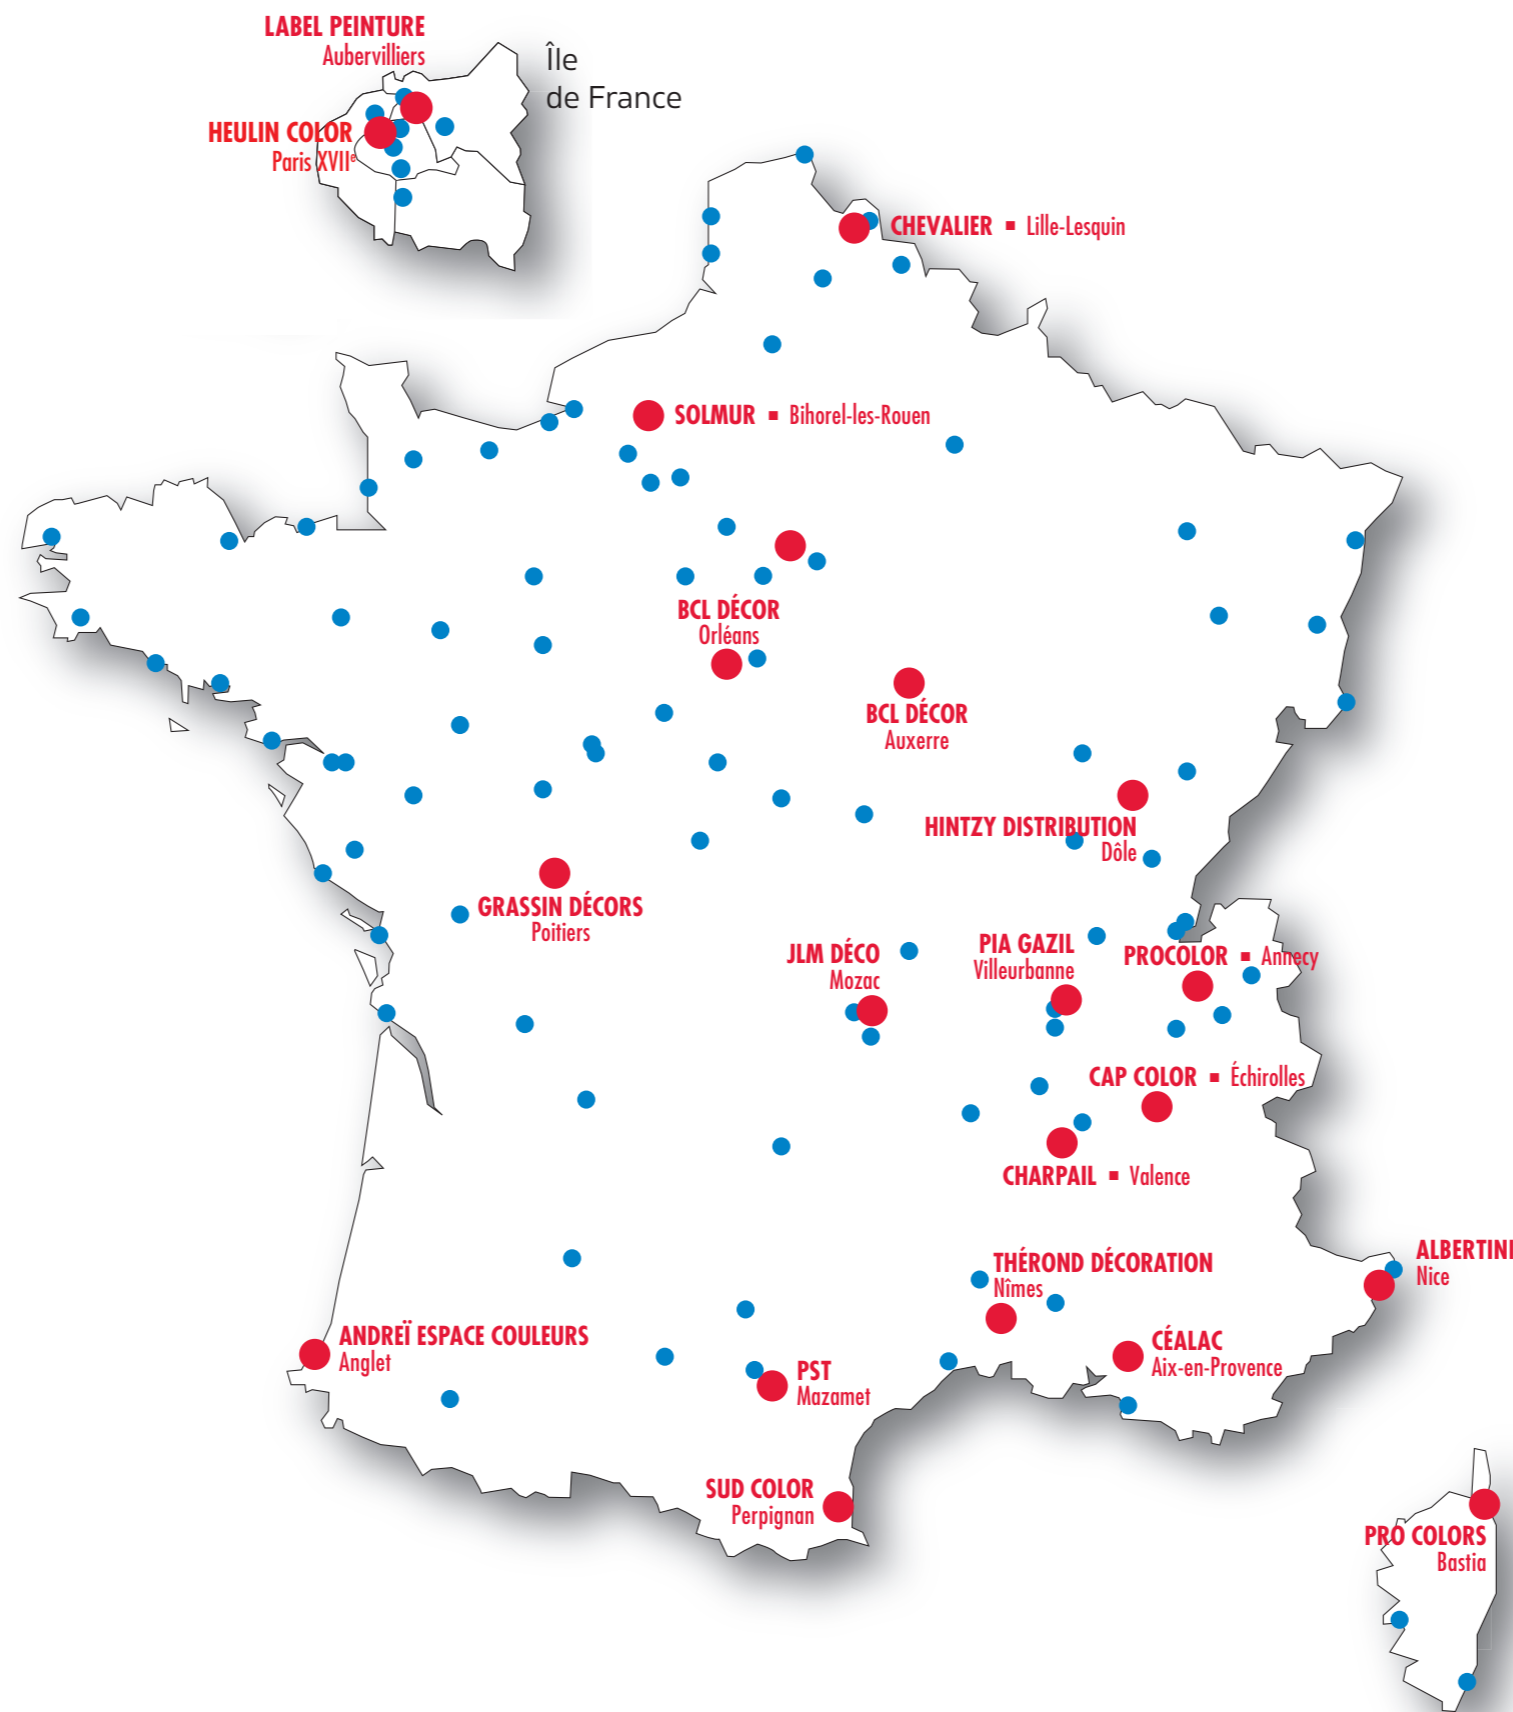 LABEL PEINTURE
Aubervilliers
Île
de France
HEULIN COLOR
Paris XVIIe
CHEVALIER ▪ Lille-Lesquin
SOLMUR ▪ Bihorel-les-Rouen
BCL DÉCOR
Orléans
BCL DÉCOR
Auxerre
HINTZY DISTRIBUTION
Dôle
GRASSIN DÉCORS
Poitiers
JLM DÉCO
Mozac
PIA GAZIL
Villeurbanne
PROCOLOR ▪ Annecy
CAP COLOR ▪ Échirolles
CHARPAIL ▪ Valence
THÉROND DÉCORATION
Nîmes
ALBERTINI
Nice
ANDREÏ ESPACE COULEURS
Anglet
CÉALAC
Aix-en-Provence
PST
Mazamet
SUD COLOR
Perpignan
PRO COLORS
Bastia